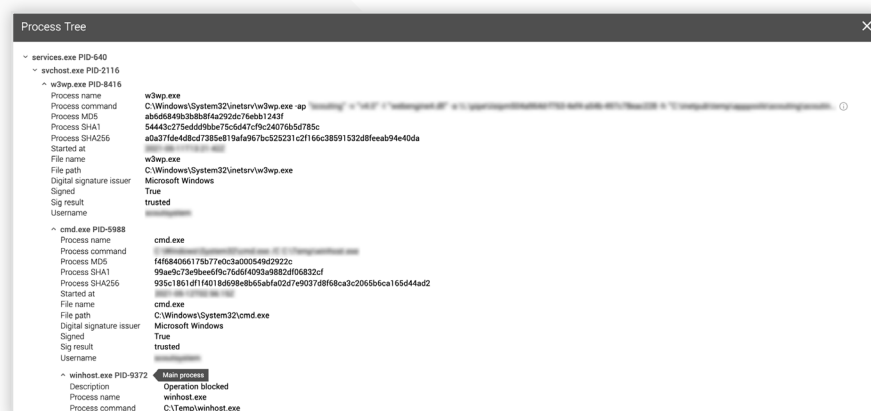 Process Tree
services.exe PID-640
svchost.exe PID-2116
w3wp.exe PID-8416
Process name w3wp.exe
Process command C:\Windows\System32\inetsrv\w3wp.exe -ap
Process MD5 ab6d6849b3b8b8f4a292dc76ebb1243f
Process SHA1 54443c275eddd9bbe75c6d47cf9c24076b5d785c
Process SHA256 a0a37fde4d8cd7385e819afa967bc525231c2f166c38591532d8feeab94e40da
Started at
File name w3wp.exe
File path C:\Windows\System32\inetsrv\w3wp.exe
Digital signature issuer Microsoft Windows
Signed True
Sig result trusted
Username
cmd.exe PID-5988
Process name cmd.exe
Process command
Process MD5 f4f684066175b77e0c3a000549d2922c
Process SHA1 99ae9c73e9bee6f9c76d6f4093a9882df06832cf
Process SHA256 935c1861df1f4018d698e8b65abfa02d7e9037d8f68ca3c2065b6ca165d44ad2
Started at
File name cmd.exe
File path C:\Windows\System32\cmd.exe
Digital signature issuer Microsoft Windows
Signed True
Sig result trusted
Username
winhost.exe PID-9372 Main process
Description Operation blocked
Process name winhost.exe
Process command C:\Temp\winhost.exe